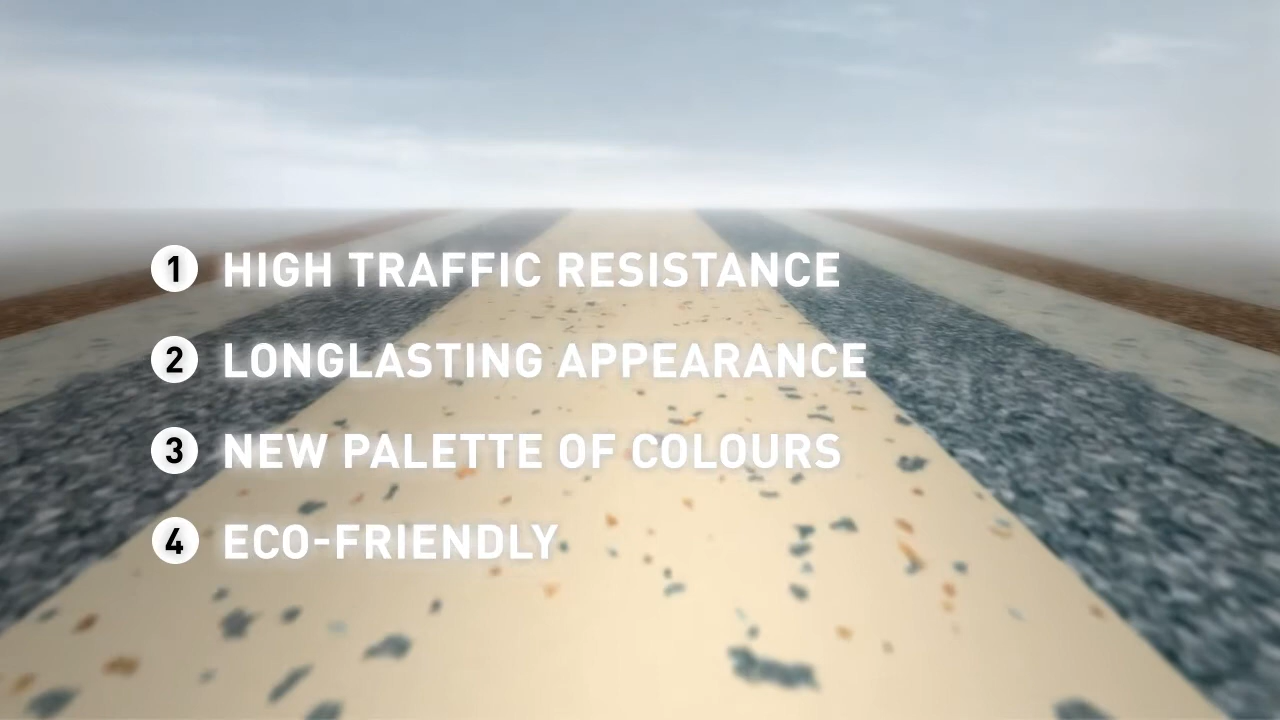 1 HIGH TRAFFIC RESISTANCE
2 LONGLASTING APPEARANCE
3 NEW PALETTE OF COLOURS
4 ECO-FRIENDLY